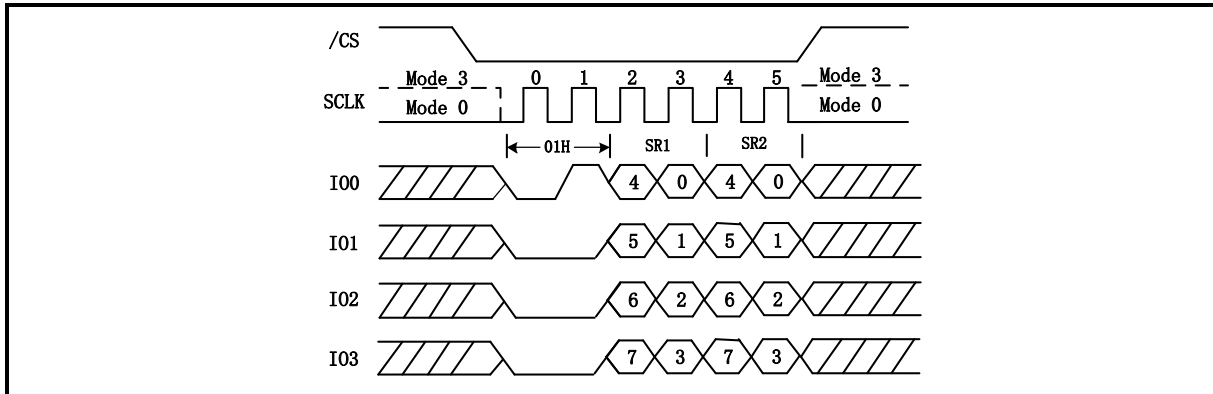 /CS
Mode 3 0 1 2 3 4 5 Mode 3
SCLK Mode 0 Mode 0
01H SR1 SR2
IO0 4 0 4 0
IO1 5 1 5 1
IO2 6 2 6 2
IO3 7 3 7 3